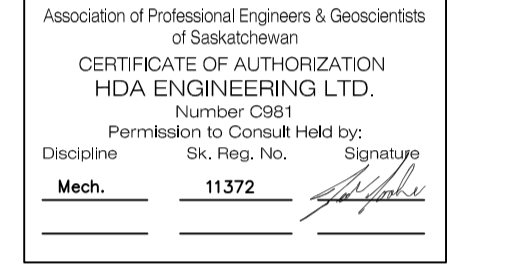 Association of Professional Engineers & Geoscientists
of Saskatchewan
CERTIFICATE OF AUTHORIZATION
HDA ENGINEERING LTD.
Number C981
Permission to Consult Held by:
Discipline Sk. Reg. No. Signature
Mech. 11372